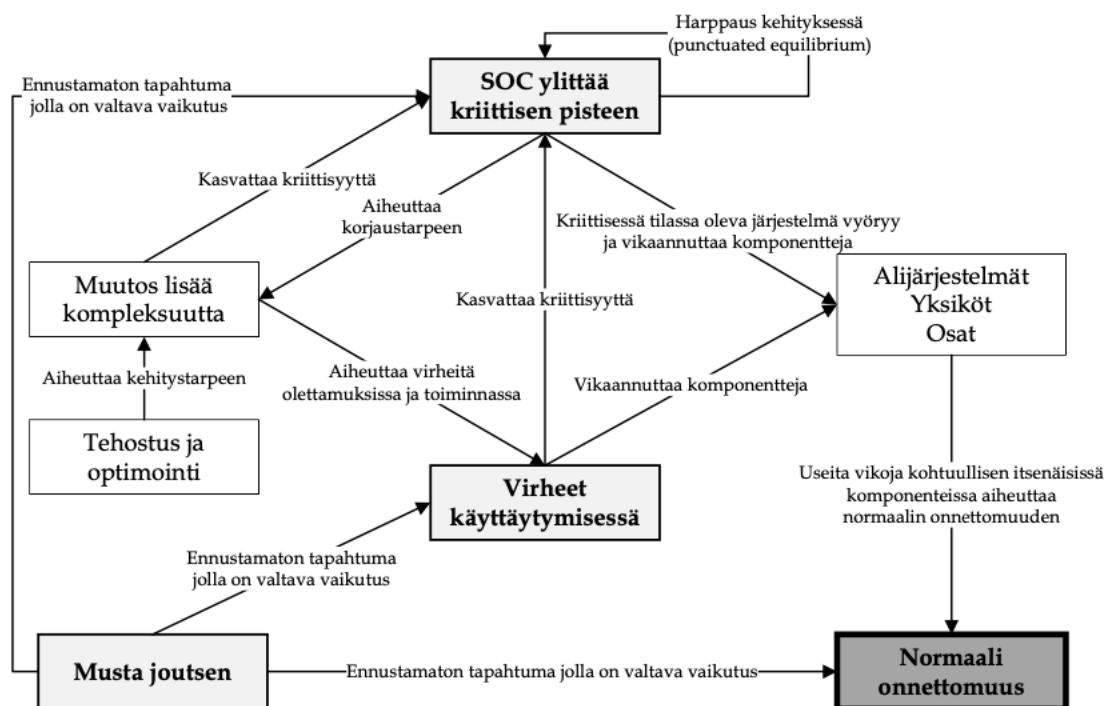 Harppaus kehityksessä
(punctuated equilibrium)
Ennustamaton tapahtuma
jolla on valtava vaikutus
SOC ylittää
kriittisen pisteen
Kasvattaa kriittisyyttä
Aiheuttaa
korjaustarpeen
Kriittisessä tilassa oleva järjestelmä vyöryy
ja vikaannuttaa komponentteja
Muutos lisää
kompleksuutta
Kasvattaa kriittisyyttä
Alijärjestelmät
Yksiköt
Osat
Aiheuttaa kehitystarpeen
Aiheuttaa virheitä
olettamuksissa ja toiminnassa
Vikaannuttaa komponentteja
Tehostus ja
optimointi
Virheet
käyttäytymisessä
Useita vikoja kohtuullisen itsenäisissä
komponenteissa aiheuttaa
normaalin onnettomuuden
Ennustamaton tapahtuma
jolla on valtava vaikutus
Musta joutsen
Ennustamaton tapahtuma jolla on valtava vaikutus
Normaali
onnettomuus